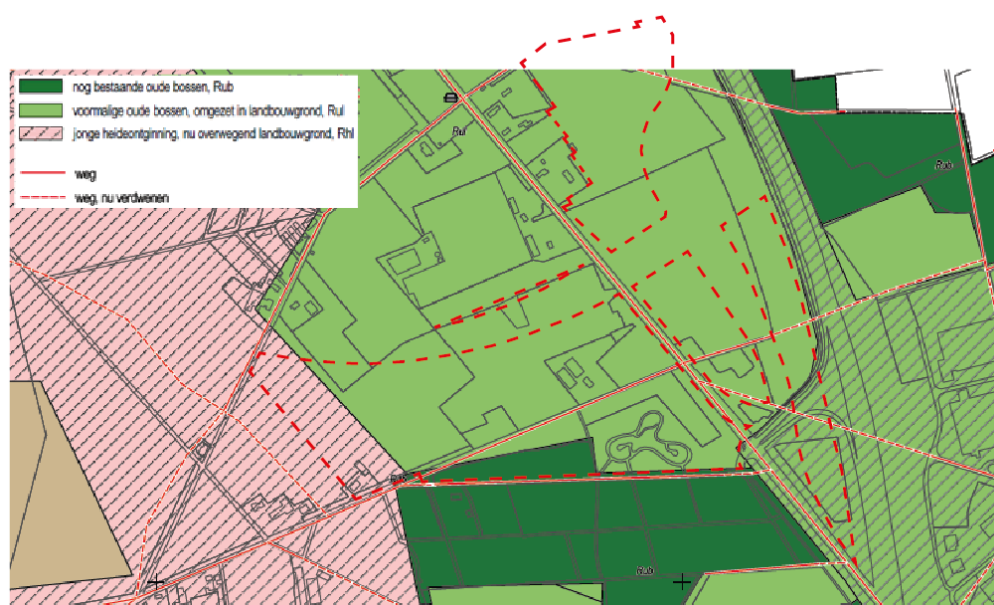 nog bestaande oude bossen, Rub
voormalige oude bossen, omgezet in landbouwgrond, Rul
jonge heideontginning, nu overwegend landbouwgrond, Rhl
weg
weg, nu verdwenen
Rul
Rub
Rub